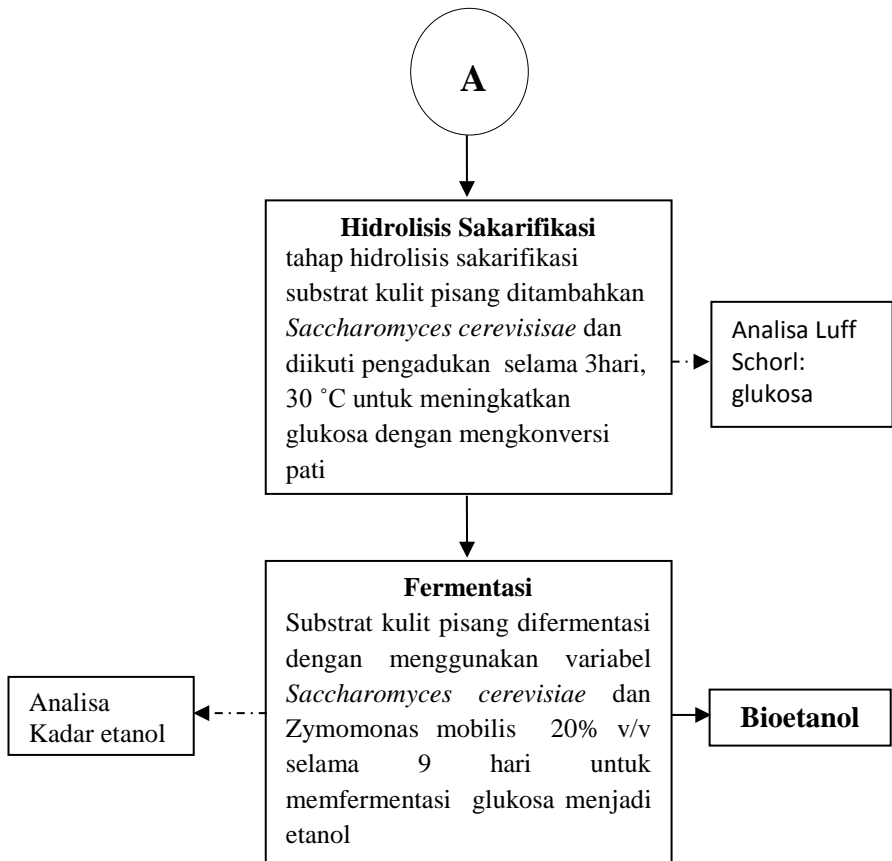 A
Hidrolisis Sakarifikasi
tahap hidrolisis sakarifikasi
substrat kulit pisang ditambahkan
Saccharomyces cerevisisae dan
diikuti pengadukan selama 3hari,
30 ˚C untuk meningkatkan
glukosa dengan mengkonversi
pati
Analisa Luff
Schorl:
glukosa
Fermentasi
Substrat kulit pisang difermentasi
dengan menggunakan variabel
Saccharomyces cerevisiae dan
Zymomonas mobilis 20% v/v
selama 9 hari untuk
memfermentasi glukosa menjadi
etanol
Analisa
Kadar etanol
Bioetanol